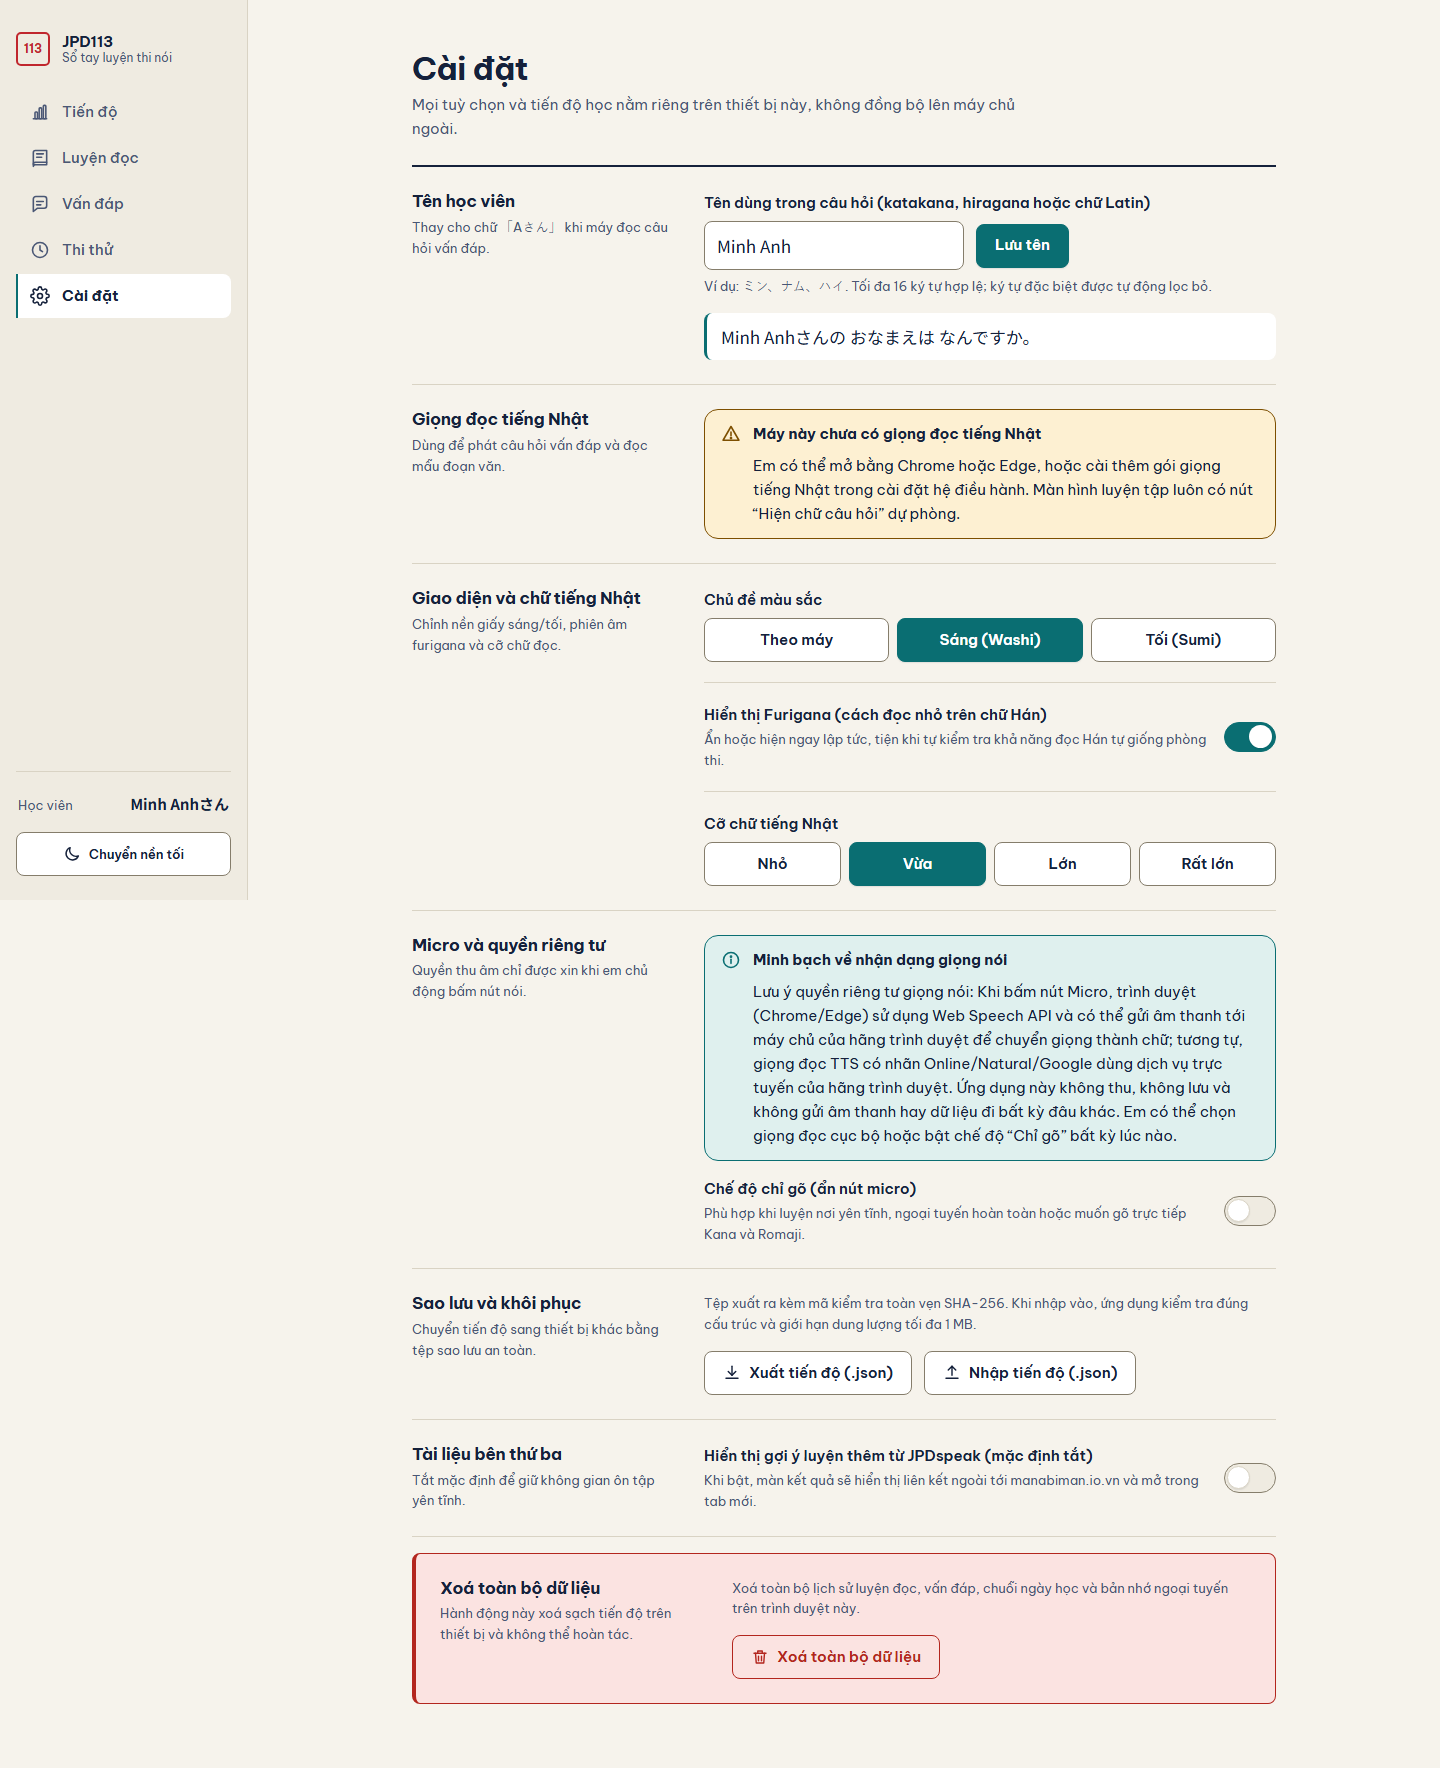 113
JPD113
Sổ tay luyện thi nói
Tiến độ
Luyện đọc
Vấn đáp
Thi thử
Cài đặt
Học viên
Minh Anhさん
Chuyển nền tối
Cài đặt
Mọi tuỳ chọn và tiến độ học nằm riêng trên thiết bị này, không đồng bộ lên máy chủ
ngoài.
Tên học viên
Thay cho chữ 「Aさん」 khi máy đọc câu
hỏi vấn đáp.
Tên dùng trong câu hỏi (katakana, hiragana hoặc chữ Latin)
Minh Anh
Lưu tên
Ví dụ: ミン、ナム、ハイ. Tối đa 16 ký tự hợp lệ; ký tự đặc biệt được tự động lọc bỏ.
Minh Anhさんの おなまえは なんですか。
Giọng đọc tiếng Nhật
Dùng để phát câu hỏi vấn đáp và đọc
mẫu đoạn văn.
Máy này chưa có giọng đọc tiếng Nhật
Em có thể mở bằng Chrome hoặc Edge, hoặc cài thêm gói giọng
tiếng Nhật trong cài đặt hệ điều hành. Màn hình luyện tập luôn có nút
“Hiện chữ câu hỏi” dự phòng.
Giao diện và chữ tiếng Nhật
Chỉnh nền giấy sáng/tối, phiên âm
furigana và cỡ chữ đọc.
Chủ đề màu sắc
Theo máy
Sáng (Washi)
Tối (Sumi)
Hiển thị Furigana (cách đọc nhỏ trên chữ Hán)
Ẩn hoặc hiện ngay lập tức, tiện khi tự kiểm tra khả năng đọc Hán tự giống phòng
thi.
Cỡ chữ tiếng Nhật
Nhỏ
Vừa
Lớn
Rất lớn
Micro và quyền riêng tư
Quyền thu âm chỉ được xin khi em chủ
động bấm nút nói.
Minh bạch về nhận dạng giọng nói
Lưu ý quyền riêng tư giọng nói: Khi bấm nút Micro, trình duyệt
(Chrome/Edge) sử dụng Web Speech API và có thể gửi âm thanh tới
máy chủ của hãng trình duyệt để chuyển giọng thành chữ; tương tự,
giọng đọc TTS có nhãn Online/Natural/Google dùng dịch vụ trực
tuyến của hãng trình duyệt. Ứng dụng này không thu, không lưu và
không gửi âm thanh hay dữ liệu đi bất kỳ đâu khác. Em có thể chọn
giọng đọc cục bộ hoặc bật chế độ “Chỉ gõ” bất kỳ lúc nào.
Chế độ chỉ gõ (ẩn nút micro)
Phù hợp khi luyện nơi yên tĩnh, ngoại tuyến hoàn toàn hoặc muốn gõ trực tiếp
Kana và Romaji.
Sao lưu và khôi phục
Chuyển tiến độ sang thiết bị khác bằng
tệp sao lưu an toàn.
Tệp xuất ra kèm mã kiểm tra toàn vẹn SHA-256. Khi nhập vào, ứng dụng kiểm tra đúng
cấu trúc và giới hạn dung lượng tối đa 1 MB.
Xuất tiến độ (.json)
Nhập tiến độ (.json)
Tài liệu bên thứ ba
Tắt mặc định để giữ không gian ôn tập
yên tĩnh.
Hiển thị gợi ý luyện thêm từ JPDspeak (mặc định tắt)
Khi bật, màn kết quả sẽ hiển thị liên kết ngoài tới manabiman.io.vn và mở trong
tab mới.
Xoá toàn bộ dữ liệu
Hành động này xoá sạch tiến độ trên
thiết bị và không thể hoàn tác.
Xoá toàn bộ lịch sử luyện đọc, vấn đáp, chuỗi ngày học và bản nhớ ngoại tuyến
trên trình duyệt này.
Xoá toàn bộ dữ liệu